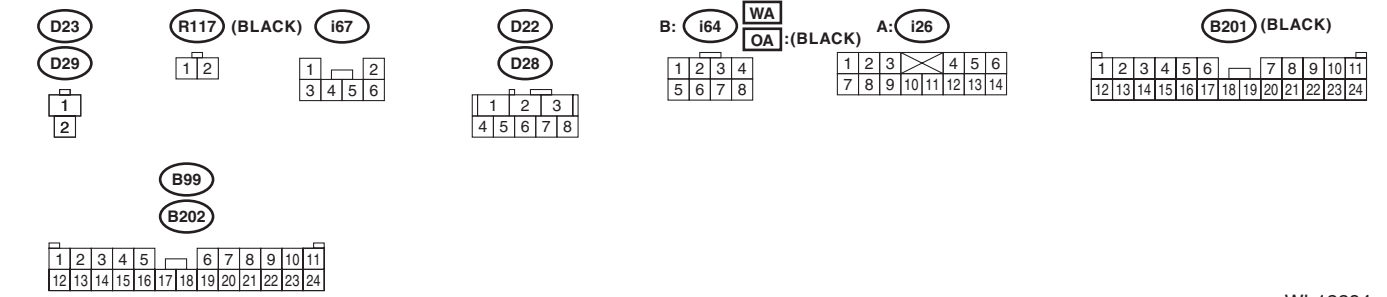 D23
D29
1
2
R117 (BLACK)
1 2
i67
1 2
3 4 5 6
D22
D28
1 2 3
4 5 6 7 8
B: i64 WA
OA :(BLACK)
1 2 3 4
5 6 7 8
A: i26
1 2 3 4 5 6
7 8 9 10 11 12 13 14
B201 (BLACK)
1 2 3 4 5 6 7 8 9 10 11
12 13 14 15 16 17 18 19 20 21 22 23 24
B99
B202
1 2 3 4 5 6 7 8 9 10 11
12 13 14 15 16 17 18 19 20 21 22 23 24